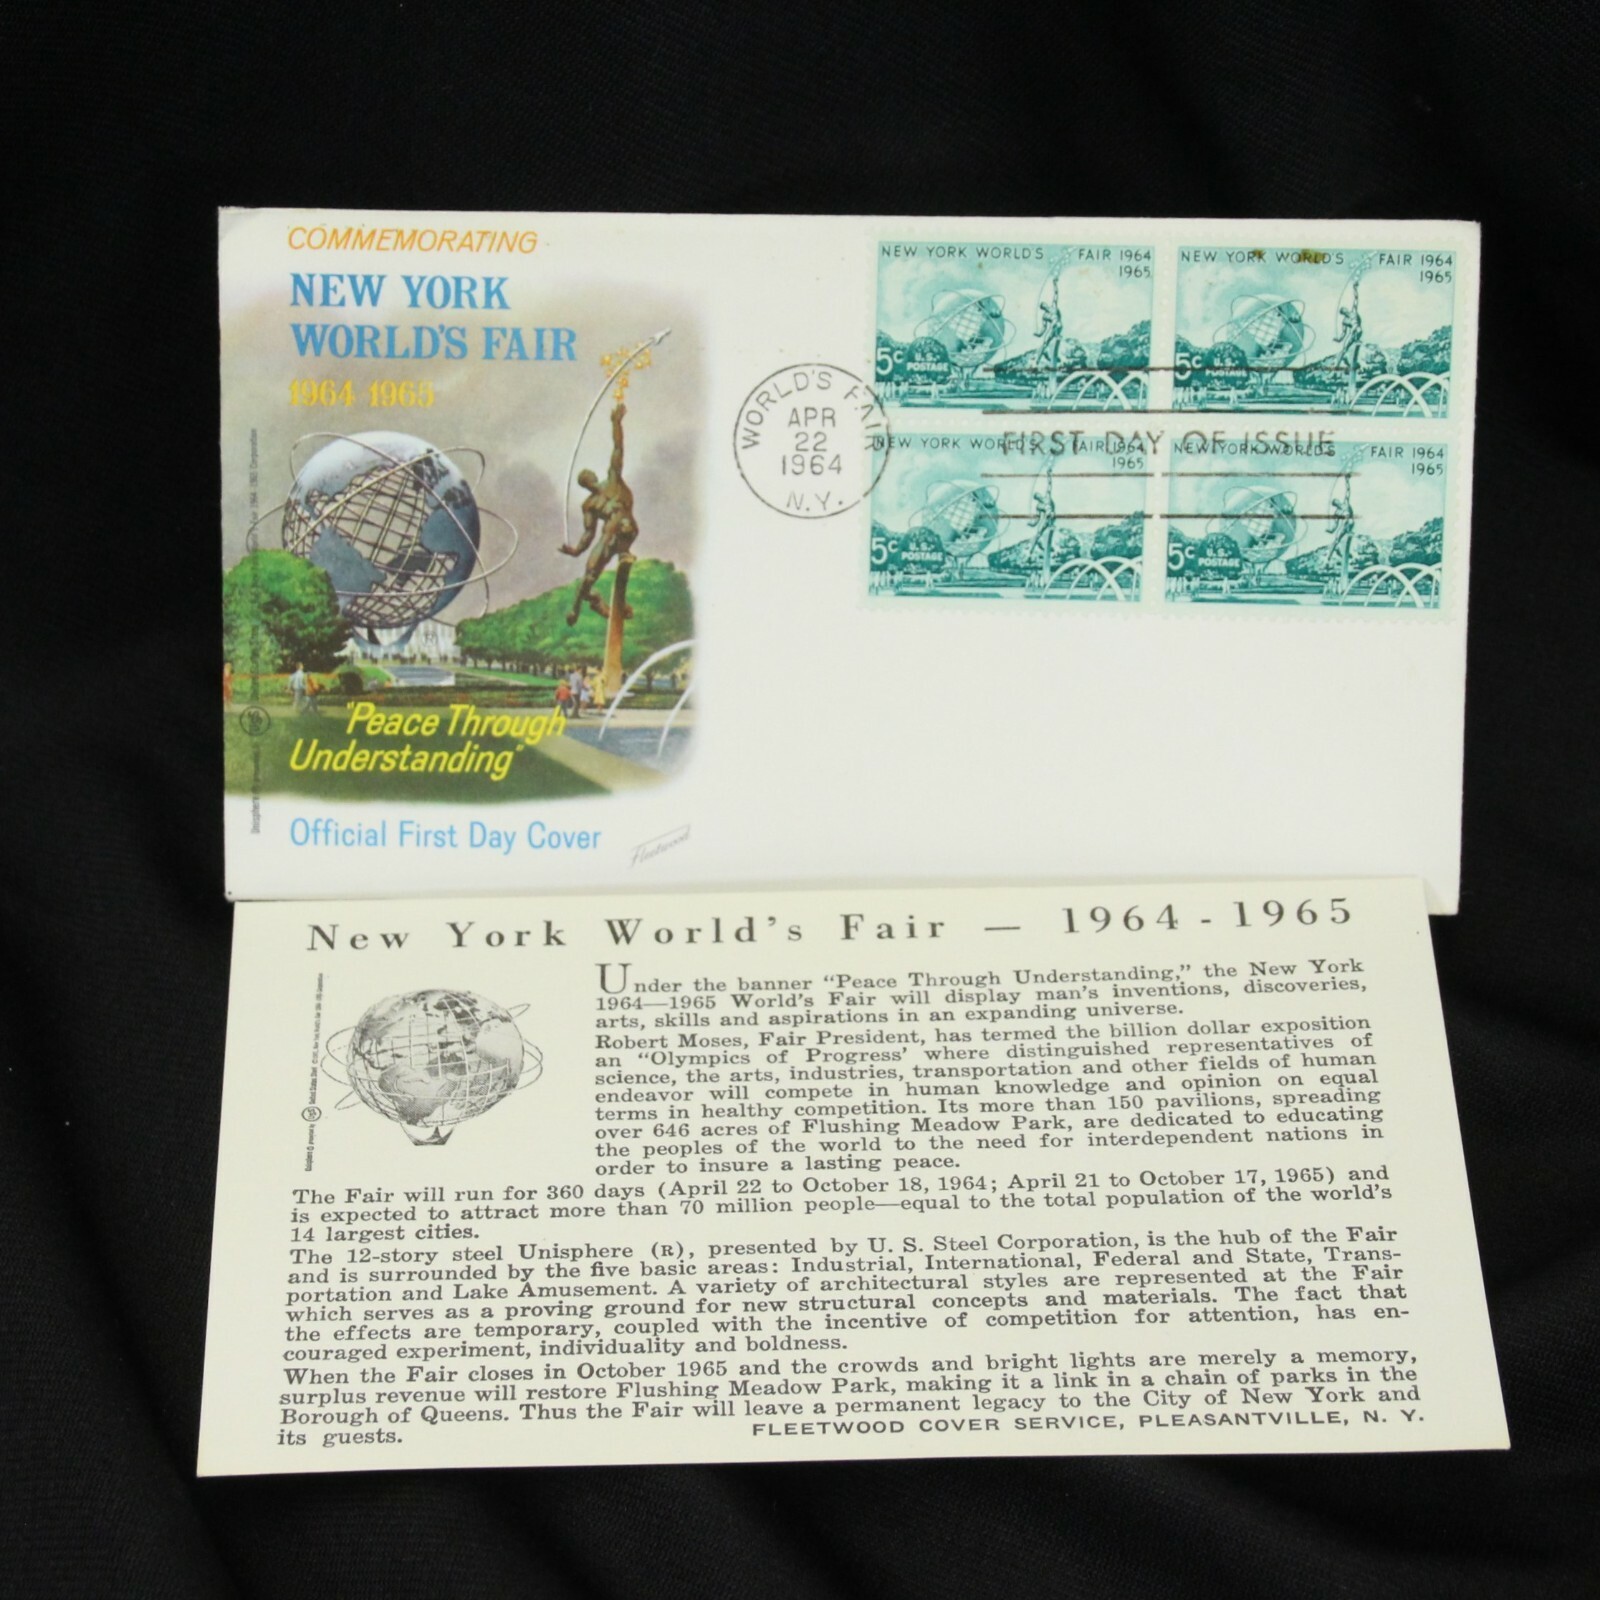 COMMEMORATING
NEW YORK
WORLD'S FAIR
1964-1965
"Peace Through
Understanding"
Official First Day Cover
Fleetwood
WORLD'S FAIR
APR
22
1964
N.Y.
FIRST DAY OF ISSUE
NEW YORK WORLD'S FAIR 1964
1965
5c U.S. POSTAGE
NEW YORK WORLD'S FAIR 1964
1965
5c U.S. POSTAGE
NEW YORK WORLD'S FAIR 1964
1965
5c U.S. POSTAGE
NEW YORK WORLD'S FAIR 1964
1965
5c U.S. POSTAGE
New York World's Fair — 1964 - 1965
Under the banner “Peace Through Understanding,” the New York
1964—1965 World's Fair will display man's inventions, discoveries,
arts, skills and aspirations in an expanding universe.
Robert Moses, Fair President, has termed the billion dollar exposition
an “Olympics of Progress’ where distinguished representatives of
science, the arts, industries, transportation and other fields of human
endeavor will compete in human knowledge and opinion on equal
terms in healthy competition. Its more than 150 pavilions, spreading
over 646 acres of Flushing Meadow Park, are dedicated to educating
the peoples of the world to the need for interdependent nations in
order to insure a lasting peace.
The Fair will run for 360 days (April 22 to October 18, 1964; April 21 to October 17, 1965) and
is expected to attract more than 70 million people—equal to the total population of the world's
14 largest cities.
The 12-story steel Unisphere (R), presented by U. S. Steel Corporation, is the hub of the Fair
and is surrounded by the five basic areas: Industrial, International, Federal and State, Trans-
portation and Lake Amusement. A variety of architectural styles are represented at the Fair
which serves as a proving ground for new structural concepts and materials. The fact that
the effects are temporary, coupled with the incentive of competition for attention, has en-
couraged experiment, individuality and boldness.
When the Fair closes in October 1965 and the crowds and bright lights are merely a memory,
surplus revenue will restore Flushing Meadow Park, making it a link in a chain of parks in the
Borough of Queens. Thus the Fair will leave a permanent legacy to the City of New York and
its guests.
FLEETWOOD COVER SERVICE, PLEASANTVILLE, N. Y.